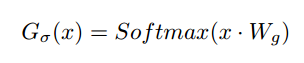 G_σ(x) = Softmax(x · W_g)